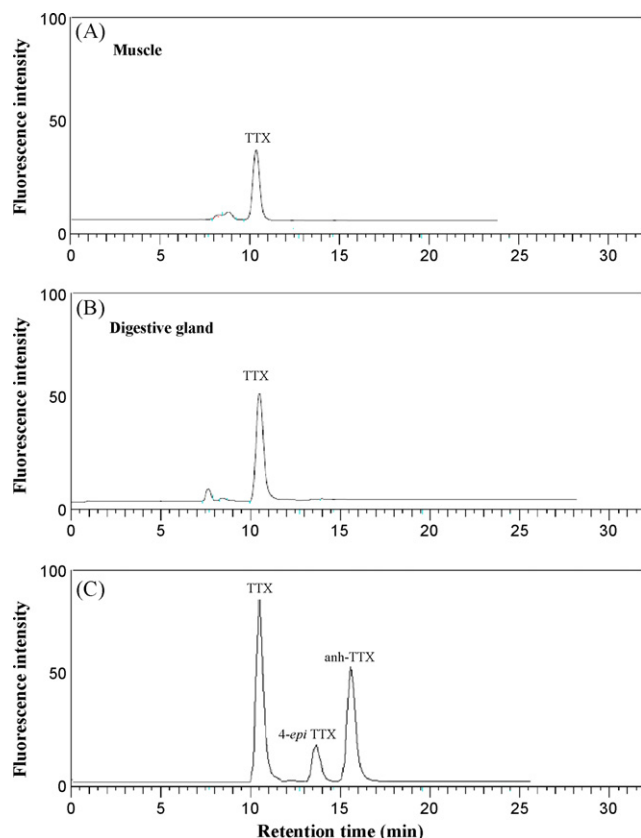 (A)
Muscle
TTX
Fluorescence intensity
100
50
0
0 5 10 15 20 25 30
(B)
Digestive gland
TTX
Fluorescence intensity
100
50
0
0 5 10 15 20 25 30
(C)
TTX
anh-TTX
4-epi TTX
Fluorescence intensity
100
50
0
0 5 10 15 20 25 30
Retention time (min)